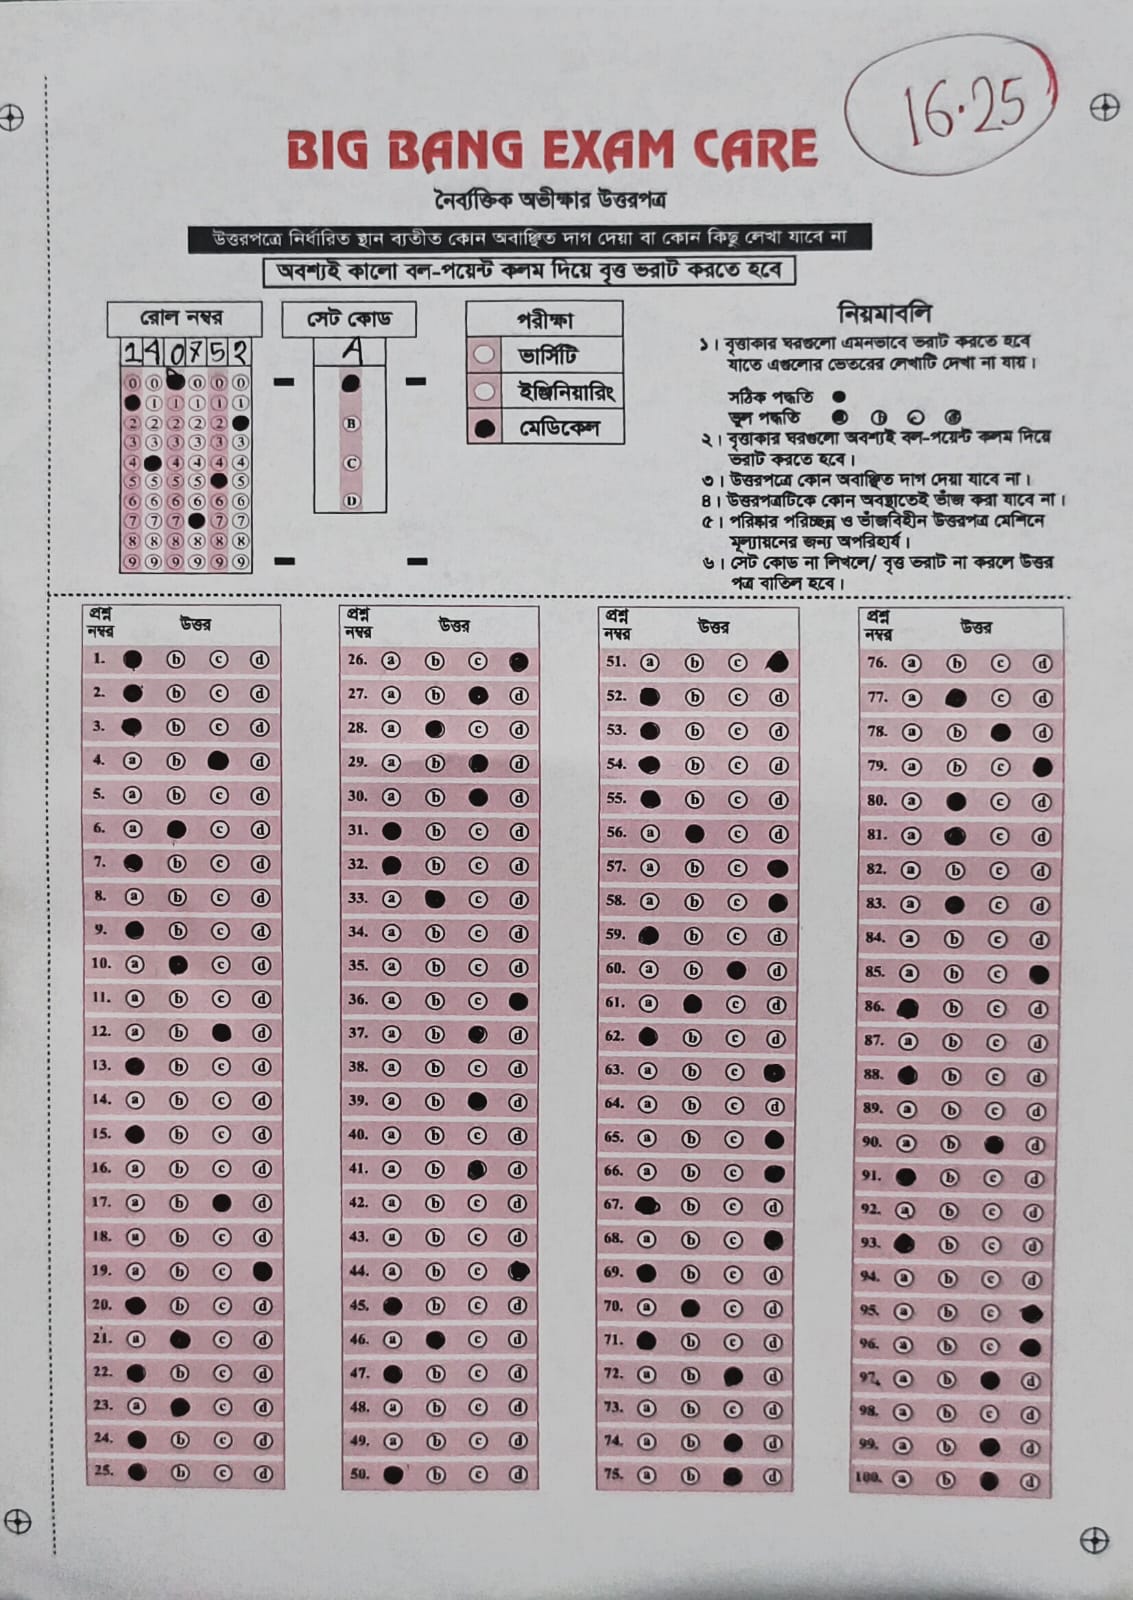 16.25
BIG BANG EXAM CARE
নৈর্ব্যক্তিক অভীক্ষার উত্তরপত্র
উত্তরপত্রে নির্ধারিত স্থান ব্যতীত কোন অবাঞ্ছিত দাগ দেয়া বা কোন কিছু লেখা যাবে না
অবশ্যই কালো বল-পয়েন্ট কলম দিয়ে বৃত্ত ভরাট করতে হবে
রোল নম্বর
140752
0 0 0 0 0
1 1 1 1 1
2 2 2 2 2
3 3 3 3 3 3
4 4 4 4 4
5 5 5 5 5
6 6 6 6 6 6
7 7 7 7 7
8 8 8 8 8 8
9 9 9 9 9 9
সেট কোড
A
B
C
D
পরীক্ষা
ভার্সিটি
ইঞ্জিনিয়ারিং
মেডিকেল
নিয়মাবলি
১। বৃত্তাকার ঘরগুলো এমনভাবে ভরাট করতে হবে
যাতে এগুলোর ভেতরের লেখাটি দেখা না যায়।
সঠিক পদ্ধতি
ভুল পদ্ধতি
২। বৃত্তাকার ঘরগুলো অবশ্যই বল-পয়েন্ট কলম দিয়ে
ভরাট করতে হবে।
৩। উত্তরপত্রে কোন অবাঞ্ছিত দাগ দেয়া যাবে না।
৪। উত্তরপত্রটিকে কোন অবস্থাতেই ভাঁজ করা যাবে না।
৫। পরিষ্কার পরিচ্ছন্ন ও ভাঁজবিহীন উত্তরপত্র মেশিনে
মূল্যায়নের জন্য অপরিহার্য।
৬। সেট কোড না লিখলে/ বৃত্ত ভরাট না করলে উত্তর
পত্র বাতিল হবে।
প্রশ্ন
নম্বর
উত্তর
1. b c d
2. b c d
3. b c d
4. a b d
5. a b c d
6. a c d
7. b c d
8. a b c d
9. b c d
10. a c d
11. a b c d
12. a b d
13. b c d
14. a b c d
15. b c d
16. a b c d
17. a b d
18. a b c d
19. a b c
20. b c d
21. a c d
22. b c d
23. a c d
24. b c d
25. b c d
প্রশ্ন
নম্বর
উত্তর
26. a b c
27. a b d
28. a c d
29. a b d
30. a b d
31. b c d
32. b c d
33. a c d
34. a b c d
35. a b c d
36. a b c
37. a b d
38. a b c d
39. a b d
40. a b c d
41. a b d
42. a b c d
43. a b c d
44. a b c
45. b c d
46. a c d
47. b c d
48. a b c d
49. a b c d
50. b c d
প্রশ্ন
নম্বর
উত্তর
51. a b c
52. b c d
53. b c d
54. b c d
55. b c d
56. a c d
57. a b c
58. a b c
59. b c d
60. a b d
61. a c d
62. b c d
63. a b c
64. a b c d
65. a b c
66. a b c
67. b c d
68. a b c
69. b c d
70. a c d
71. b c d
72. a b d
73. a b c d
74. a b d
75. a b d
প্রশ্ন
নম্বর
উত্তর
76. a b c d
77. a c d
78. a b d
79. a b c
80. a c d
81. a c d
82. a b c d
83. a c d
84. a b c d
85. a b c
86. b c d
87. a b c d
88. b c d
89. a b c d
90. a b d
91. b c d
92. a b c d
93. b c d
94. a b c d
95. a b c
96. a b c
97. a b d
98. a b c d
99. a b d
100. a b d